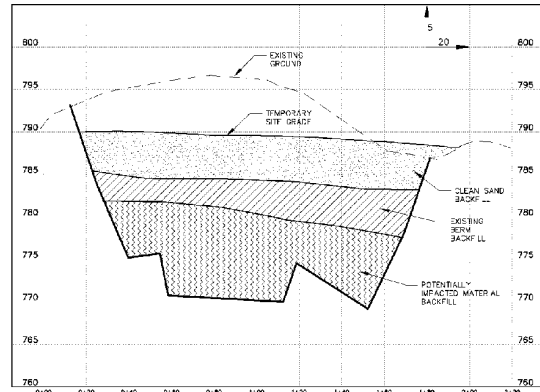 5
20
800
800
795
795
790
790
785
785
780
780
775
775
770
770
765
765
760
760
EXISTING
GROUND
TEMPORARY
SITE GRADE
CLEAN SAND
BACKFILL
EXISTING
BERM
BACKFILL
POTENTIALLY
IMPACTED MATERIAL
BACKFILL